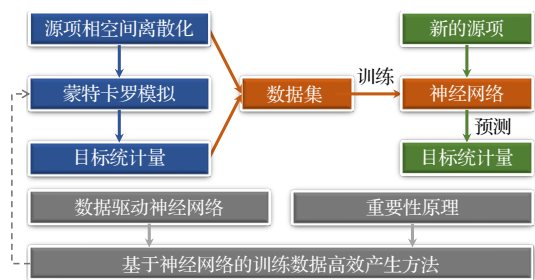 源项相空间离散化
新的源项
蒙特卡罗模拟
数据集
训练
神经网络
预测
目标统计量
目标统计量
数据驱动神经网络
重要性原理
基于神经网络的训练数据高效产生方法